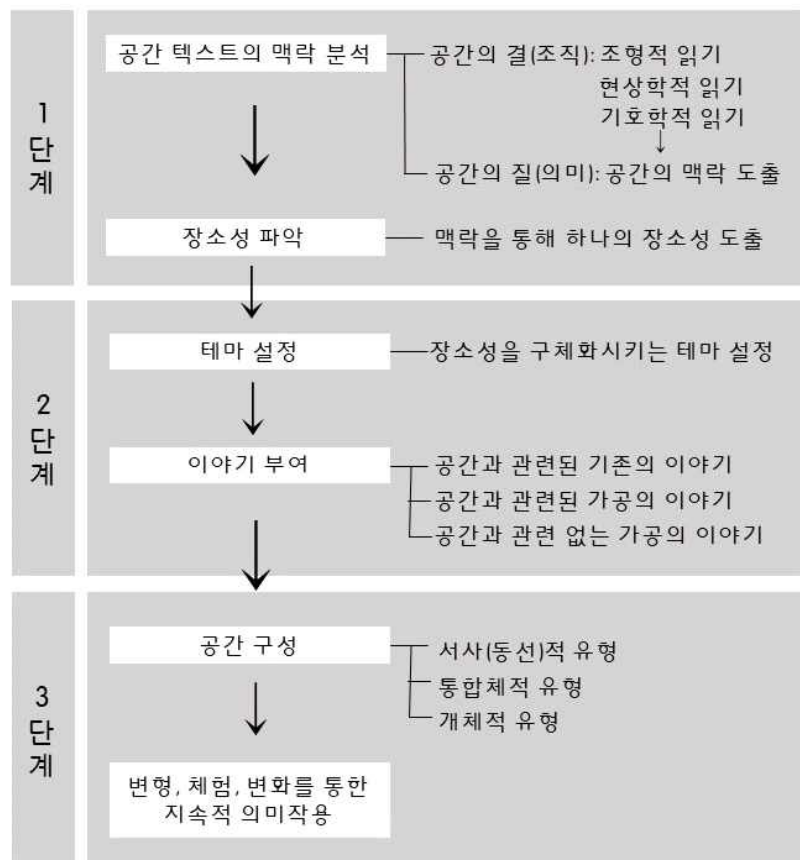 1단계
공간 텍스트의 맥락 분석
공간의 결(조직): 조형적 읽기
현상학적 읽기
기호학적 읽기
공간의 질(의미): 공간의 맥락 도출
장소성 파악
맥락을 통해 하나의 장소성 도출
2단계
테마 설정
장소성을 구체화시키는 테마 설정
이야기 부여
공간과 관련된 기존의 이야기
공간과 관련된 가공의 이야기
공간과 관련 없는 가공의 이야기
3단계
공간 구성
서사(동선)적 유형
통합체적 유형
개체적 유형
변형, 체험, 변화를 통한
지속적 의미작용